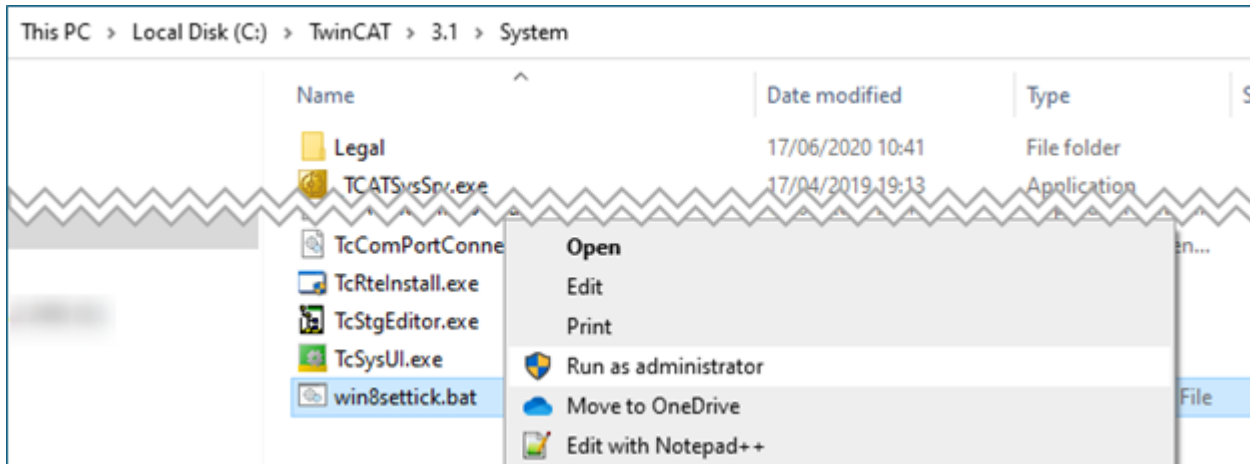 This PC > Local Disk (C:) > TwinCAT > 3.1 > System
Name Date modified Type S
Legal 17/06/2020 10:41 File folder
TCATSysSrv.exe 17/04/2019 19:13 Application
TcComPortConne en...
Open
TcRteInstall.exe
Edit
TcStgEditor.exe
Print
TcSysUI.exe
Run as administrator
win8settick.bat File
Move to OneDrive
Edit with Notepad++